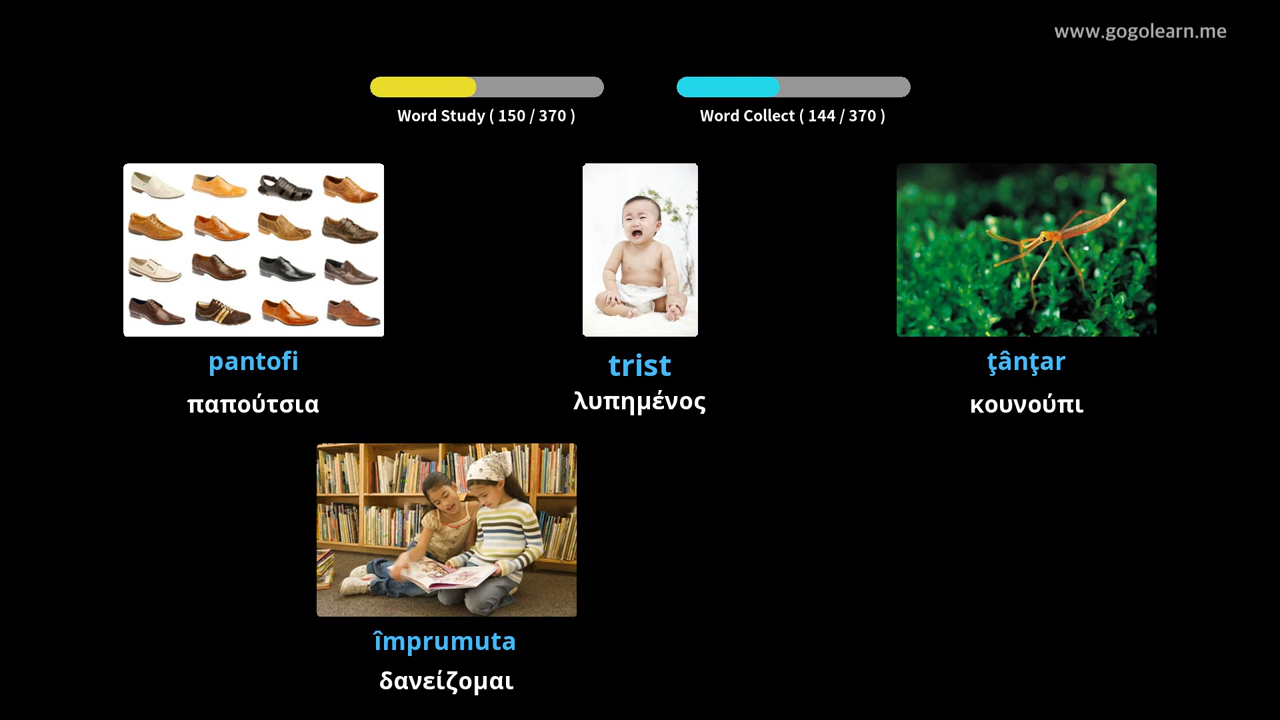 www.gogolearn.me
Word Study ( 150 / 370 )
Word Collect ( 144 / 370 )
pantofi
παπούτσια
trist
λυπημένος
ţânţar
κουνούπι
împrumuta
δανείζομαι